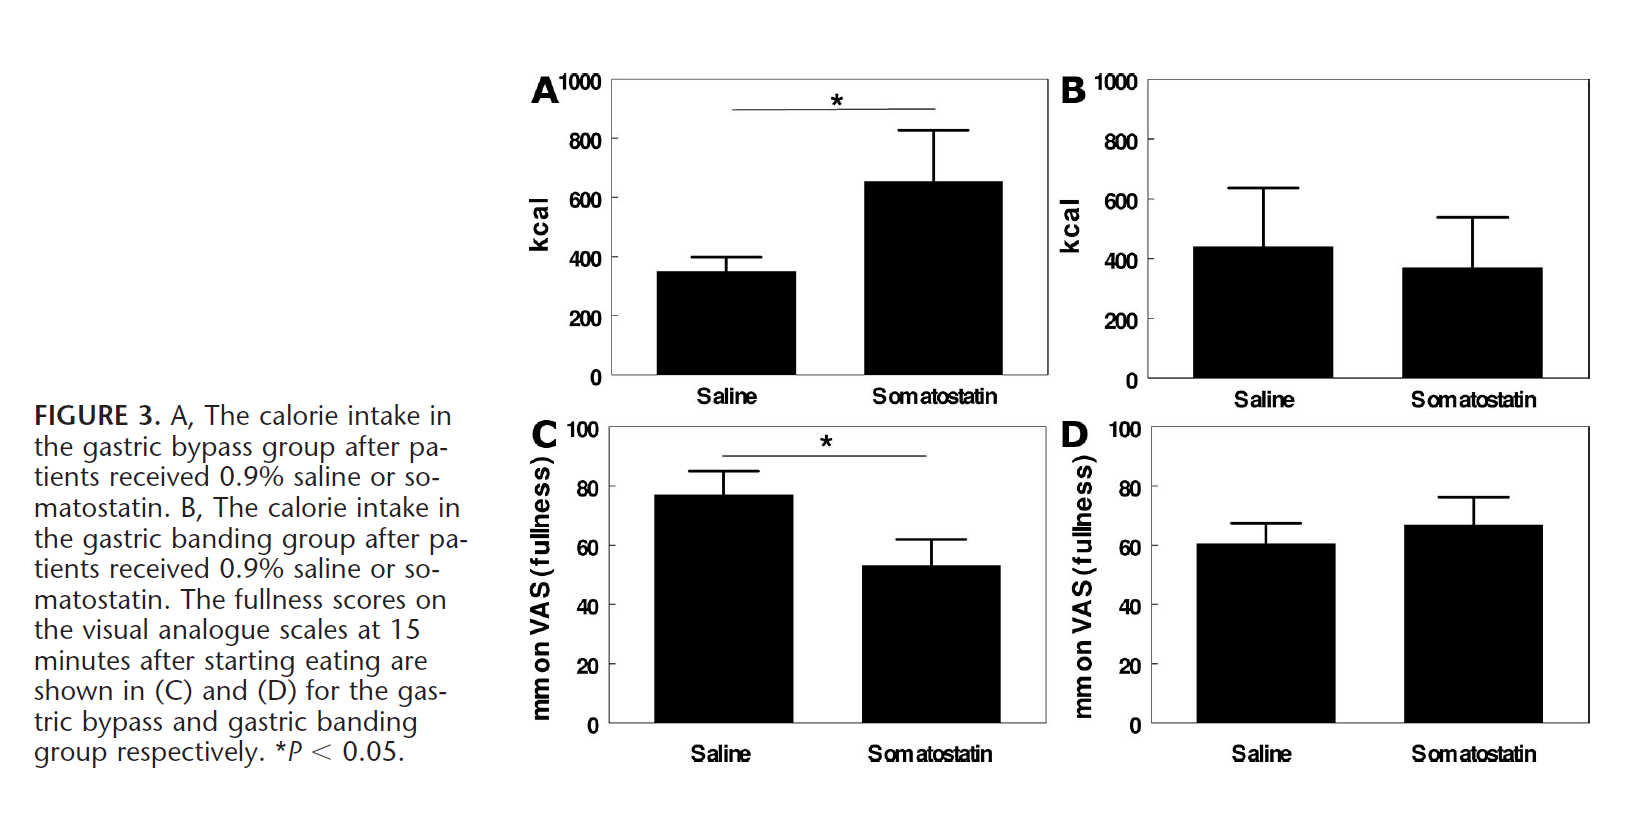 FIGURE 3. A, The calorie intake in
the gastric bypass group after pa-
tients received 0.9% saline or so-
matostatin. B, The calorie intake in
the gastric banding group after pa-
tients received 0.9% saline or so-
matostatin. The fullness scores on
the visual analogue scales at 15
minutes after starting eating are
shown in (C) and (D) for the gas-
tric bypass and gastric banding
group respectively. *P < 0.05.
A
kcal
1000
800
600
400
200
0
*
Saline
Somatostatin
B
kcal
1000
800
600
400
200
0
Saline
Somatostatin
C
mm on VAS (fullness)
100
80
60
40
20
0
*
Saline
Somatostatin
D
mm on VAS (fullness)
100
80
60
40
20
0
Saline
Somatostatin